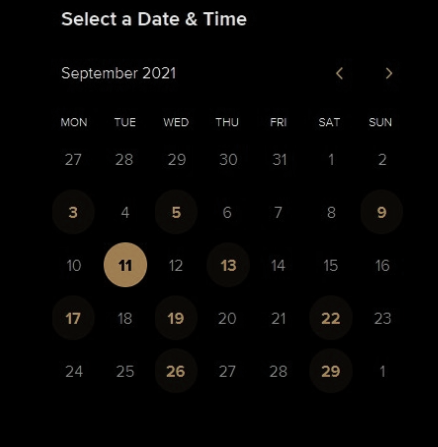 Select a Date & Time
September 2021
MON TUE WED THU FRI SAT SUN
27 28 29 30 31 1 2
3 4 5 6 7 8 9
10 11 12 13 14 15 16
17 18 19 20 21 22 23
24 25 26 27 28 29 1